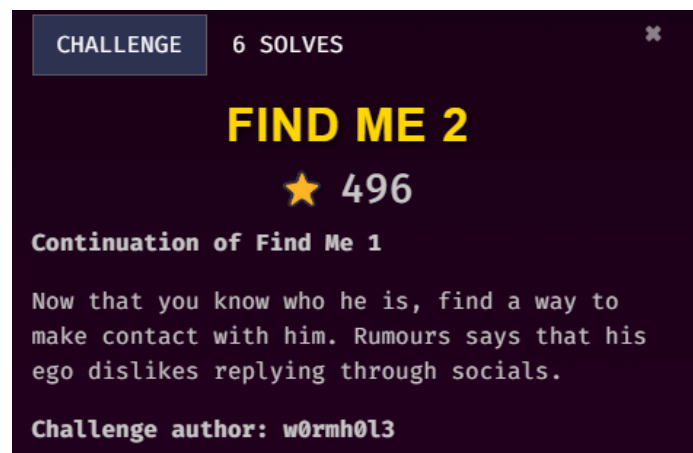 CHALLENGE 6 SOLVES ✖
FIND ME 2
⭐ 496
Continuation of Find Me 1
Now that you know who he is, find a way to
make contact with him. Rumours says that his
ego dislikes replying through socials.
Challenge author: w0rmh0l3